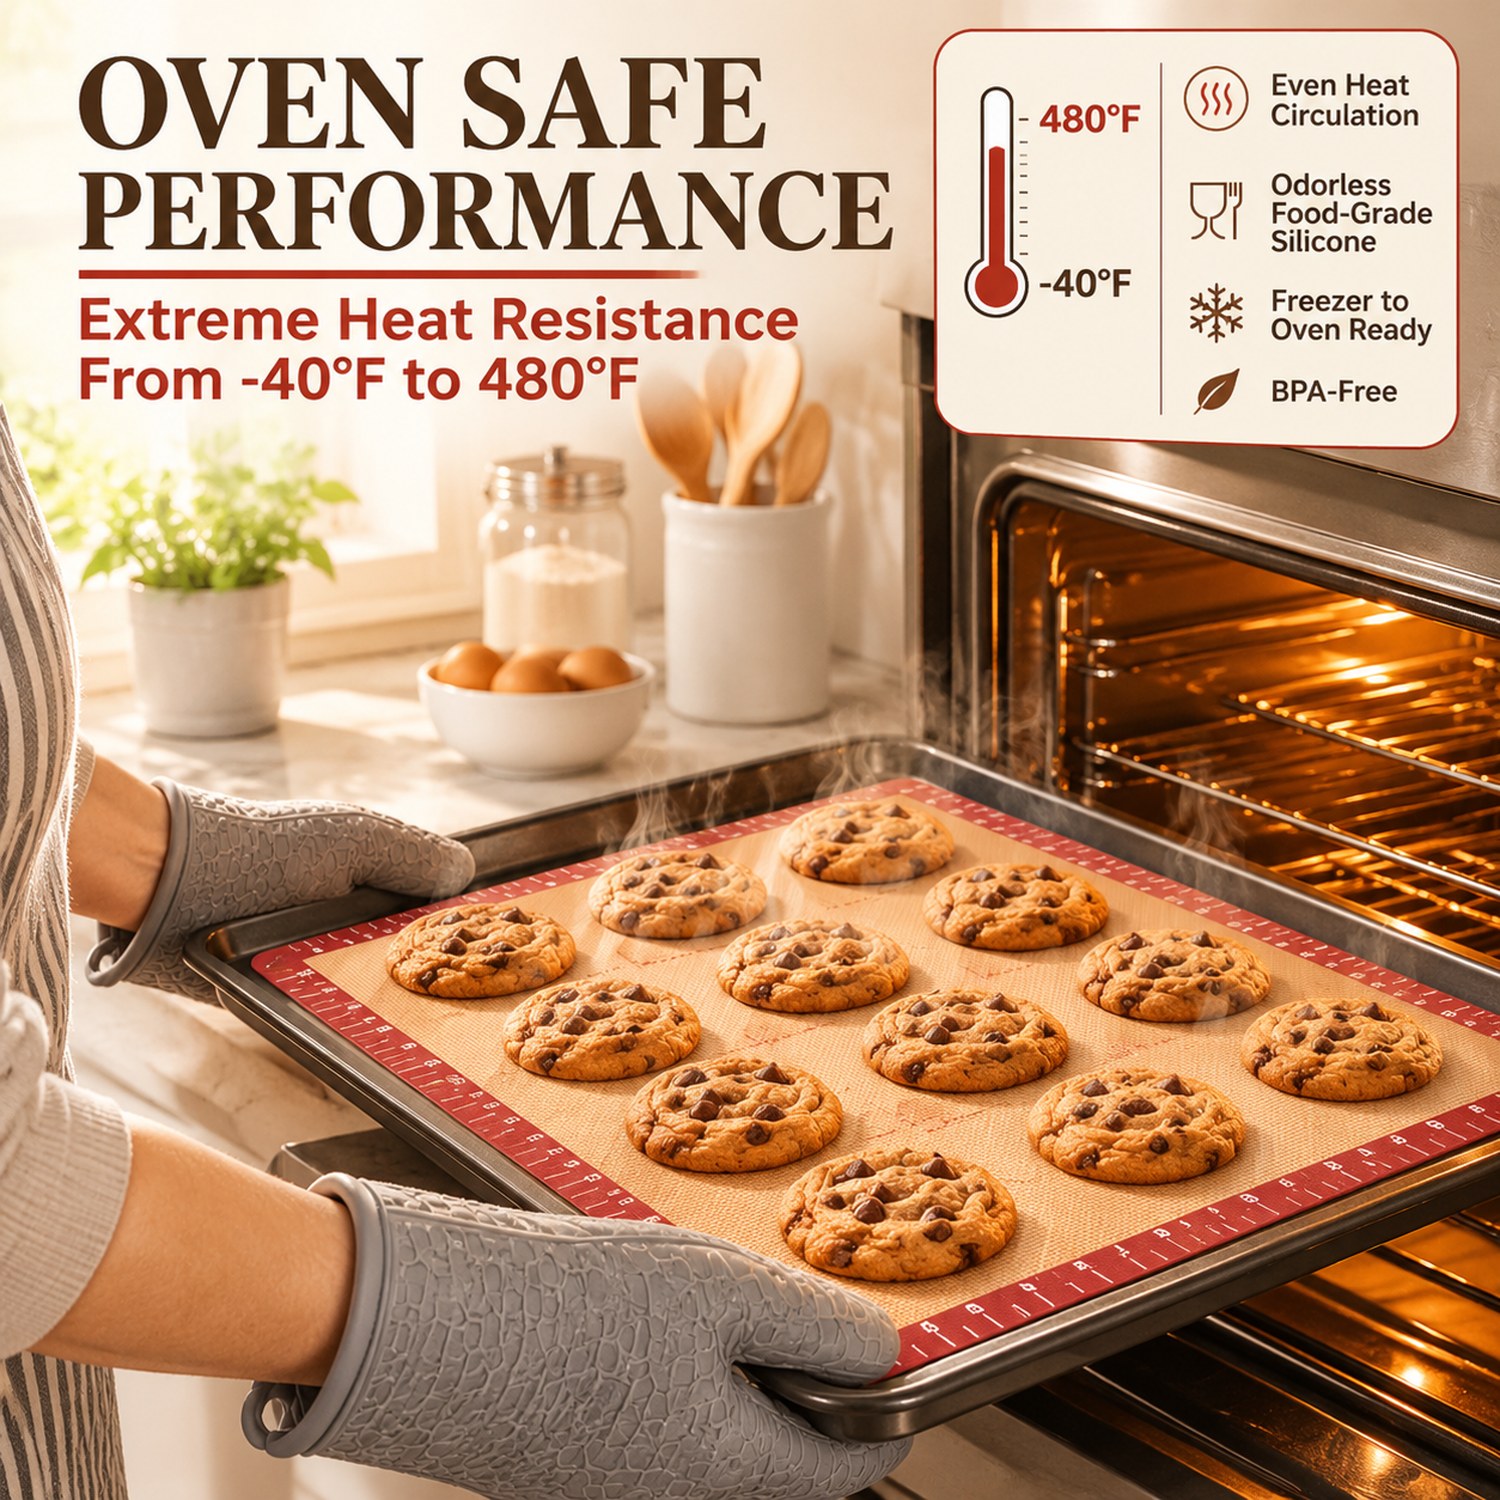 OVEN SAFE
PERFORMANCE
Extreme Heat Resistance
From -40°F to 480°F
480°F
-40°F
Even Heat
Circulation
Odorless
Food-Grade
Silicone
Freezer to
Oven Ready
BPA-Free